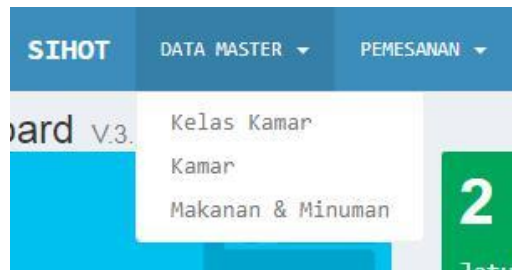 SIHOT DATA MASTER PEMESANAN
oard V.3.
Kelas Kamar
Kamar
Makanan & Minuman
2